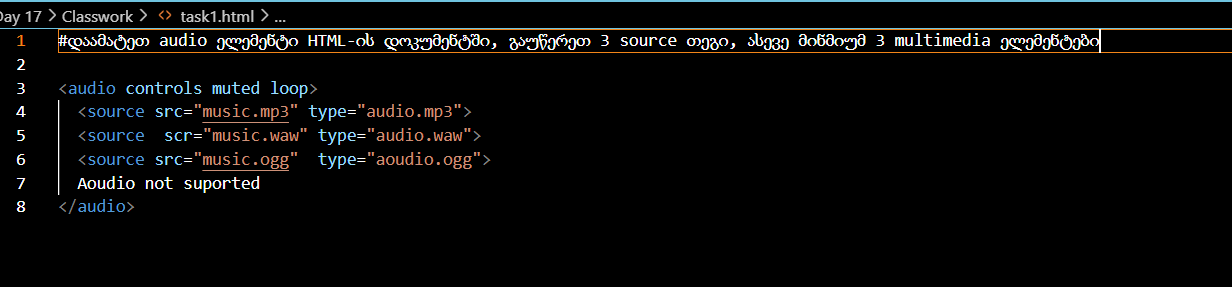 Day 17 > Classwork > <> task1.html > ...
1 #დაამატეთ audio ელემენტი HTML-ის დოკუმენტში, გაუწერეთ 3 source თეგი, ასევე მინმიუმ 3 multimedia ელემენტები
2
3 <audio controls muted loop>
4 <source src="music.mp3" type="audio.mp3">
5 <source  scr="music.waw" type="audio.waw">
6 <source src="music.ogg"  type="aoudio.ogg">
7 Aoudio not suported
8 </audio>